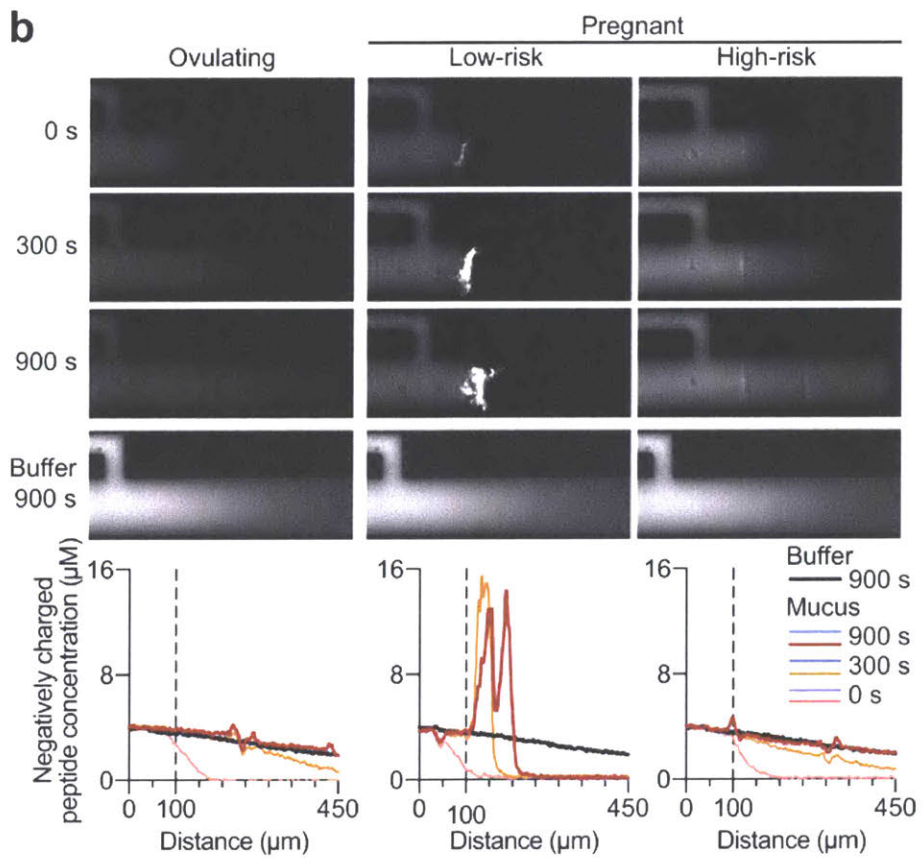 b
Pregnant
Ovulating
Low-risk
High-risk
0 s
300 s
900 s
Buffer
900 s
Negatively charged
peptide concentration (µM)
16
8
0
0
100
450
Distance (µm)
16
8
0
0
100
450
Distance (µm)
16
8
0
0
100
450
Distance (µm)
Buffer
900 s
Mucus
900 s
300 s
0 s